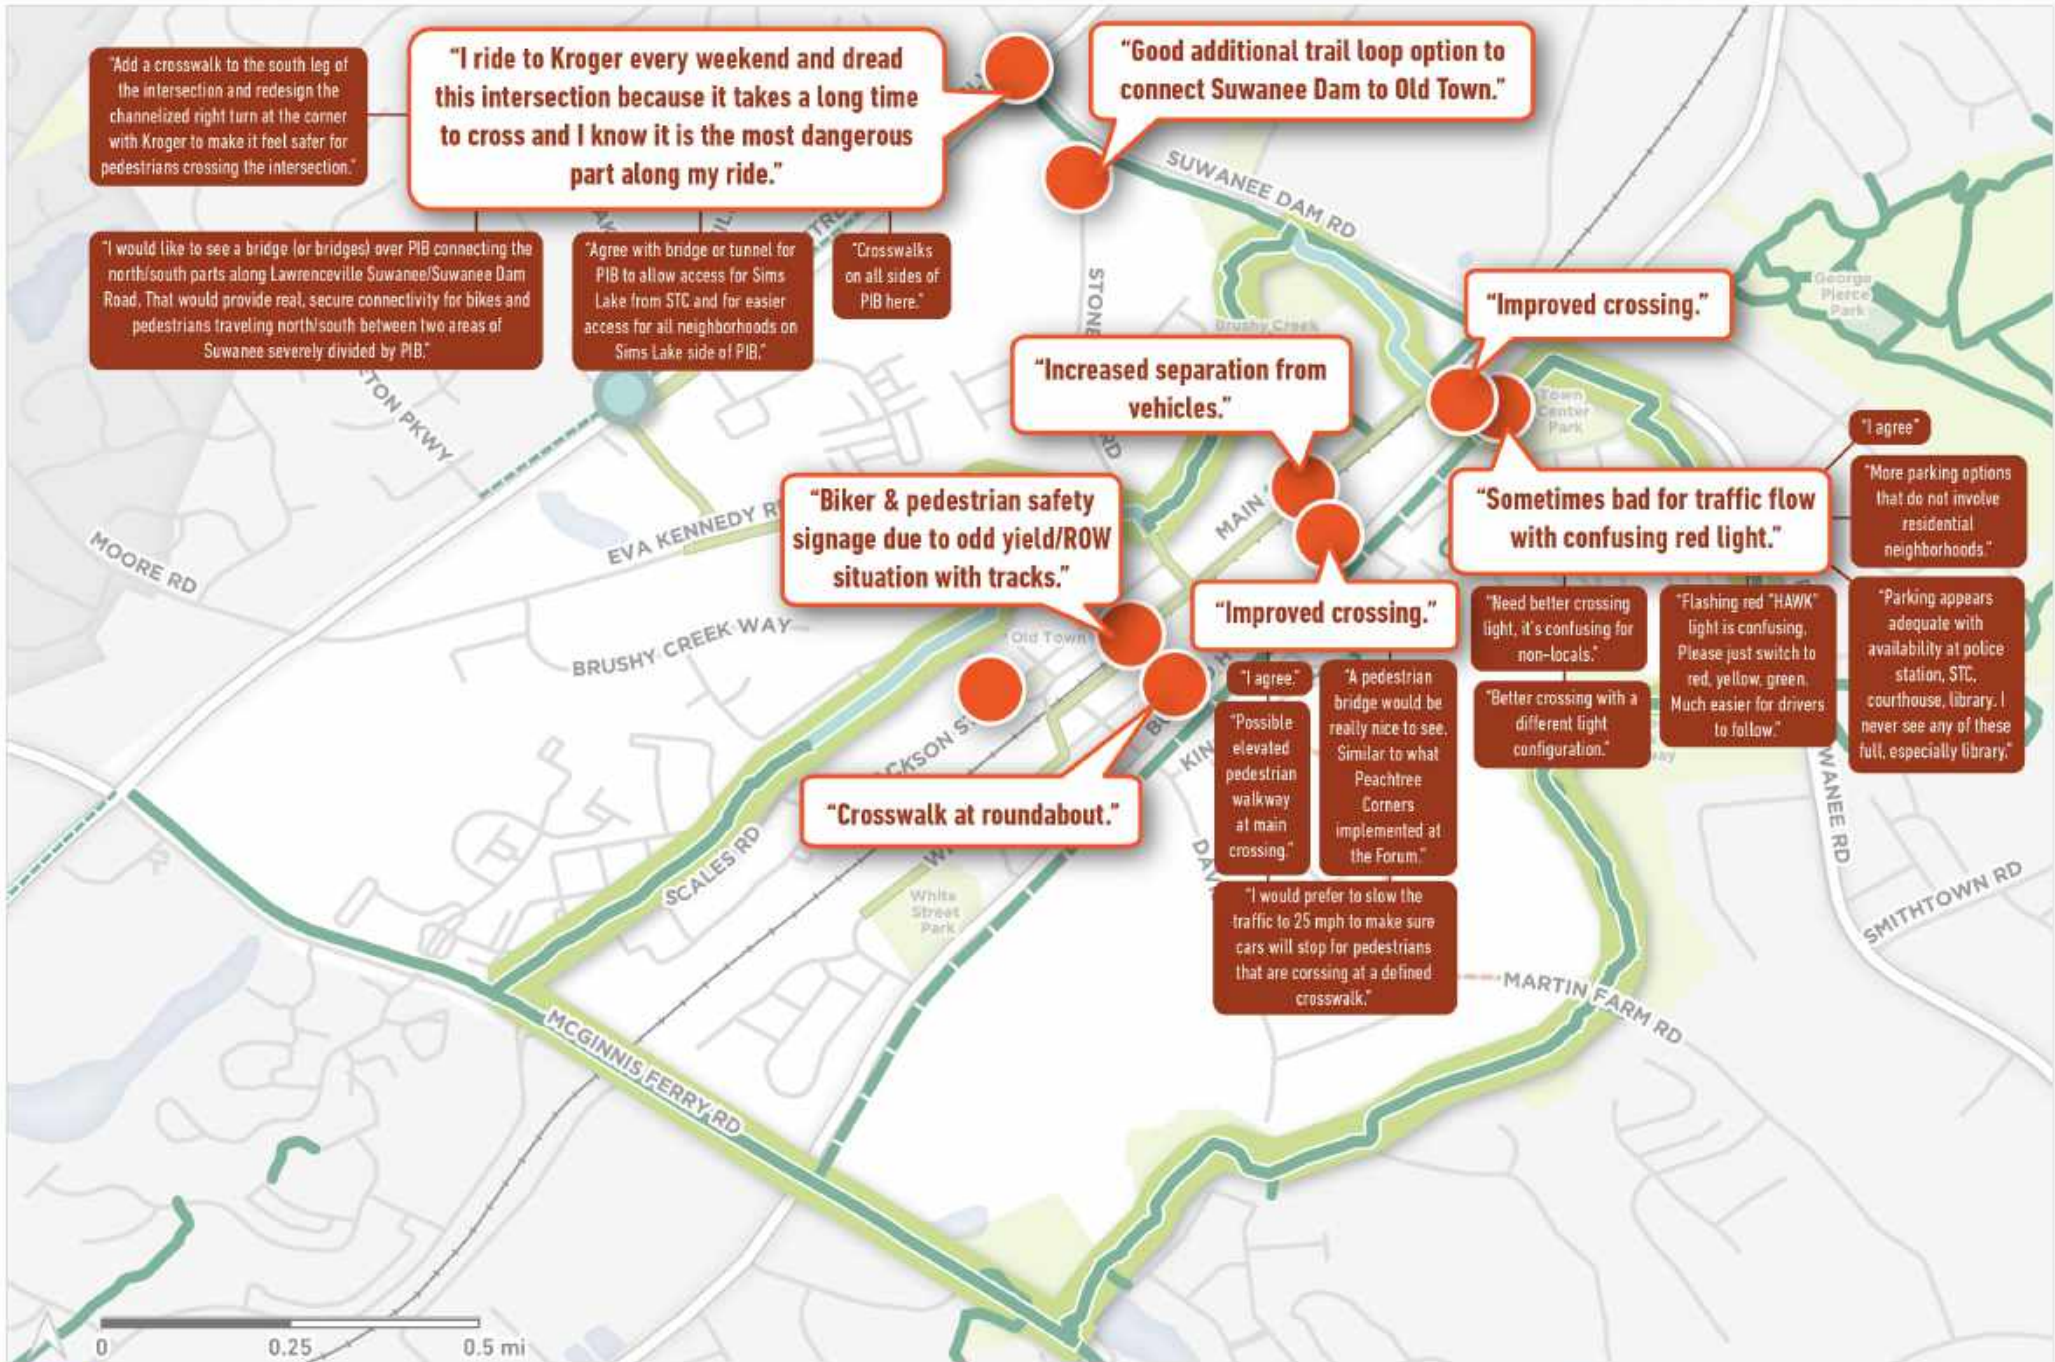 "Add a crosswalk to the south leg of
the intersection and redesign the
channelized right turn at the corner
with Kroger to make it feel safer for
pedestrians crossing the intersection."
"I ride to Kroger every weekend and dread
this intersection because it takes a long time
to cross and I know it is the most dangerous
part along my ride."
"Good additional trail loop option to
connect Suwanee Dam to Old Town."
"I would like to see a bridge (or bridges) over PIB connecting the
north/south parts along Lawrenceville Suwanee/Suwanee Dam
Road. That would provide real, secure connectivity for bikes and
pedestrians traveling north/south between two areas of
Suwanee severely divided by PIB."
"Agree with bridge or tunnel for
PIB to allow access for Sims
Lake from STC and for easier
access for all neighborhoods on
Sims Lake side of PIB."
"Crosswalks
on all sides of
PIB here."
SUWANEE DAM RD
George
Pierce
Park
"Improved crossing."
Brushy Creek
"Increased separation from
vehicles."
Town
Center
Park
RD
ETON PKWY
"I agree"
"More parking options
that do not involve
residential
neighborhoods."
"Sometimes bad for traffic flow
with confusing red light."
"Biker & pedestrian safety
signage due to odd yield/ROW
situation with tracks."
MAIN
EVA KENNEDY
MOORE RD
"Improved crossing."
"Need better crossing
light, it's confusing for
non-locals."
"Flashing red "HAWK"
light is confusing.
Please just switch to
red, yellow, green.
Much easier for drivers
to follow."
"Parking appears
adequate with
availability at police
station, STC,
courthouse, library. I
never see any of these
full, especially library."
BRUSHY CREEK WAY
Old Town
"I agree."
"A pedestrian
bridge would be
really nice to see.
Similar to what
Peachtree
Corners
implemented at
the Forum."
"Better crossing with a
different light
configuration."
"Possible
elevated
pedestrian
walkway
at main
crossing."
CKSON S
KIN
"Crosswalk at roundabout."
WANEE RD
SCALES RD
DAV
White
Street
Park
"I would prefer to slow the
traffic to 25 mph to make sure
cars will stop for pedestrians
that are corssing at a defined
crosswalk."
SMITHTOWN RD
MARTIN FARM RD
MCGINNIS FERRY RD
0 0.25 0.5 mi